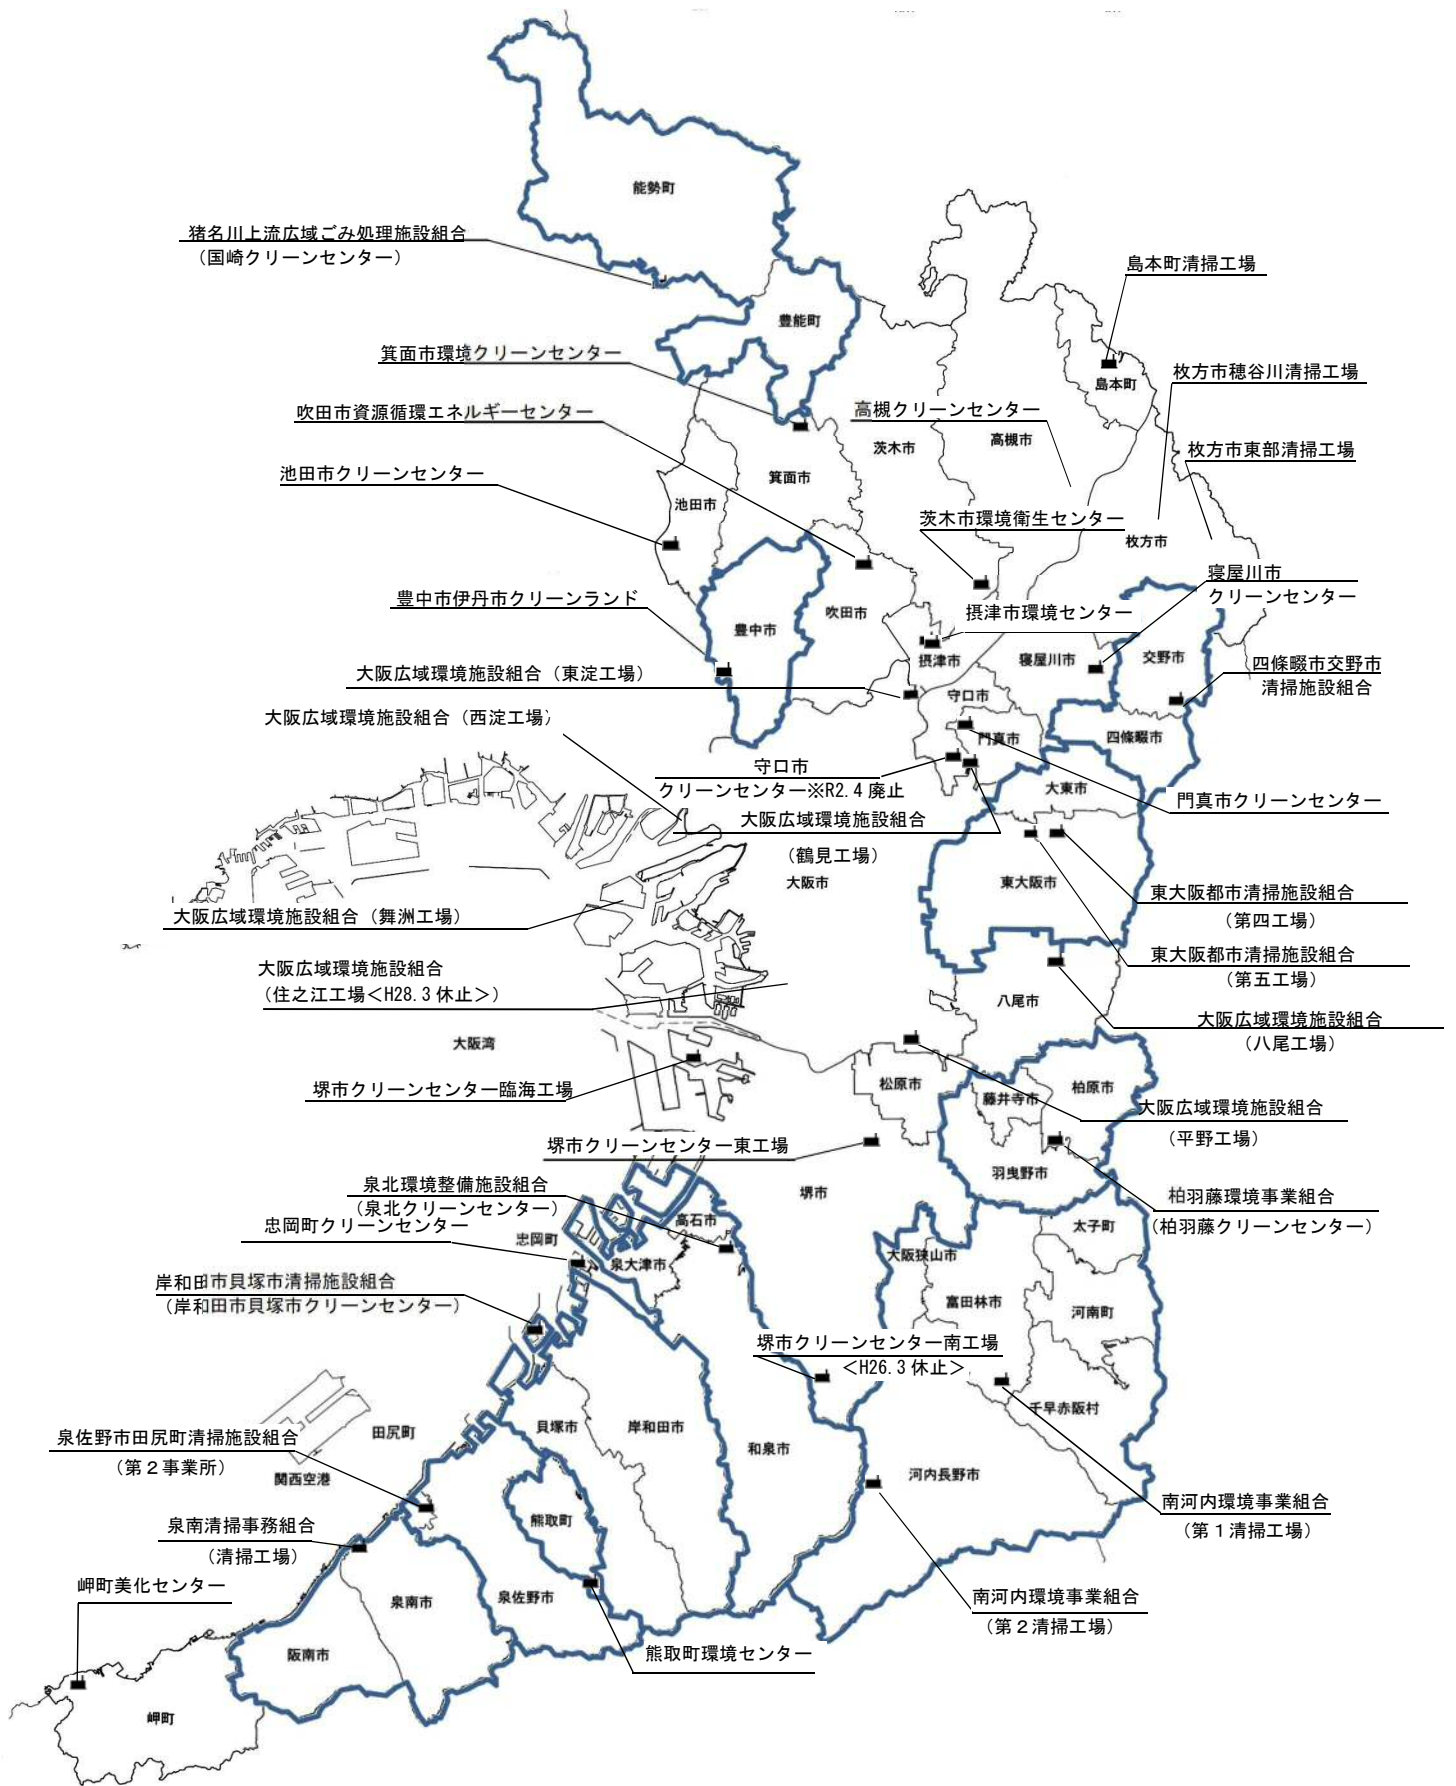 能勢町
猪名川上流広域ごみ処理施設組合
（国崎クリーンセンター）
島本町清掃工場
豊能町
箕面市環境クリーンセンター
島本町
枚方市穂谷川清掃工場
吹田市資源循環エネルギーセンター
高槻クリーンセンター
茨木市
高槻市
枚方市東部清掃工場
池田市クリーンセンター
箕面市
池田市
茨木市環境衛生センター
枚方市
寝屋川市
クリーンセンター
豊中市伊丹市クリーンランド
吹田市
摂津市環境センター
豊中市
摂津市
寝屋川市
交野市
四條畷市交野市
清掃施設組合
大阪広域環境施設組合（東淀工場）
守口市
大阪広域環境施設組合（西淀工場）
門真市
四條畷市
守口市
クリーンセンター※R2.4 廃止
大東市
門真市クリーンセンター
大阪広域環境施設組合
（鶴見工場）
大阪市
東大阪市
東大阪都市清掃施設組合
（第四工場）
大阪広域環境施設組合（舞洲工場）
東大阪都市清掃施設組合
（第五工場）
大阪広域環境施設組合
（住之江工場＜H28.3 休止＞）
八尾市
大阪広域環境施設組合
（八尾工場）
大阪湾
堺市クリーンセンター臨海工場
松原市
藤井寺市
柏原市
大阪広域環境施設組合
（平野工場）
堺市クリーンセンター東工場
羽曳野市
堺市
泉北環境整備施設組合
（泉北クリーンセンター）
柏羽藤環境事業組合
（柏羽藤クリーンセンター）
忠岡町クリーンセンター
忠岡町
高石市
太子町
泉大津市
大阪狭山市
岸和田市貝塚市清掃施設組合
（岸和田市貝塚市クリーンセンター）
富田林市
河南町
堺市クリーンセンター南工場
＜H26.3 休止＞
千早赤阪村
田尻町
貝塚市
岸和田市
和泉市
泉佐野市田尻町清掃施設組合
（第２事業所）
関西空港
河内長野市
南河内環境事業組合
（第１清掃工場）
熊取町
泉南清掃事務組合
（清掃工場）
岬町美化センター
泉南市
泉佐野市
南河内環境事業組合
（第２清掃工場）
阪南市
熊取町環境センター
岬町